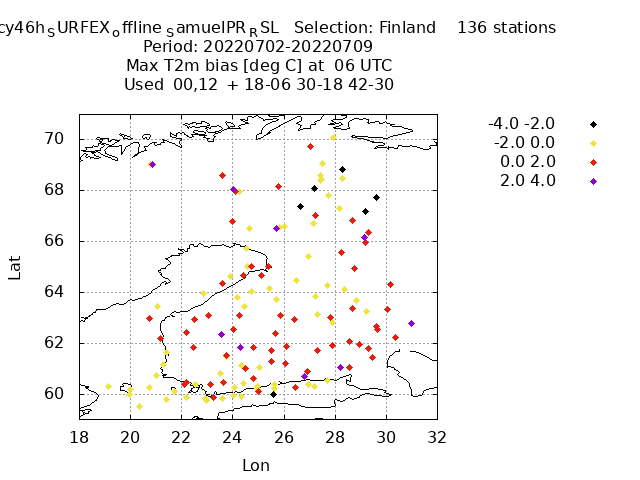 cy46hSURFEXoffline SamuelPRRSL Selection: Finland 136 stations
Period: 20220702-20220709
Max T2m bias [deg C] at 06 UTC
Used 00,12 + 18-06 30-18 42-30
-4.0 -2.0
-2.0 0.0
0.0 2.0
2.0 4.0
70
68
66
64
62
60
Lat
18 20 22 24 26 28 30 32
Lon